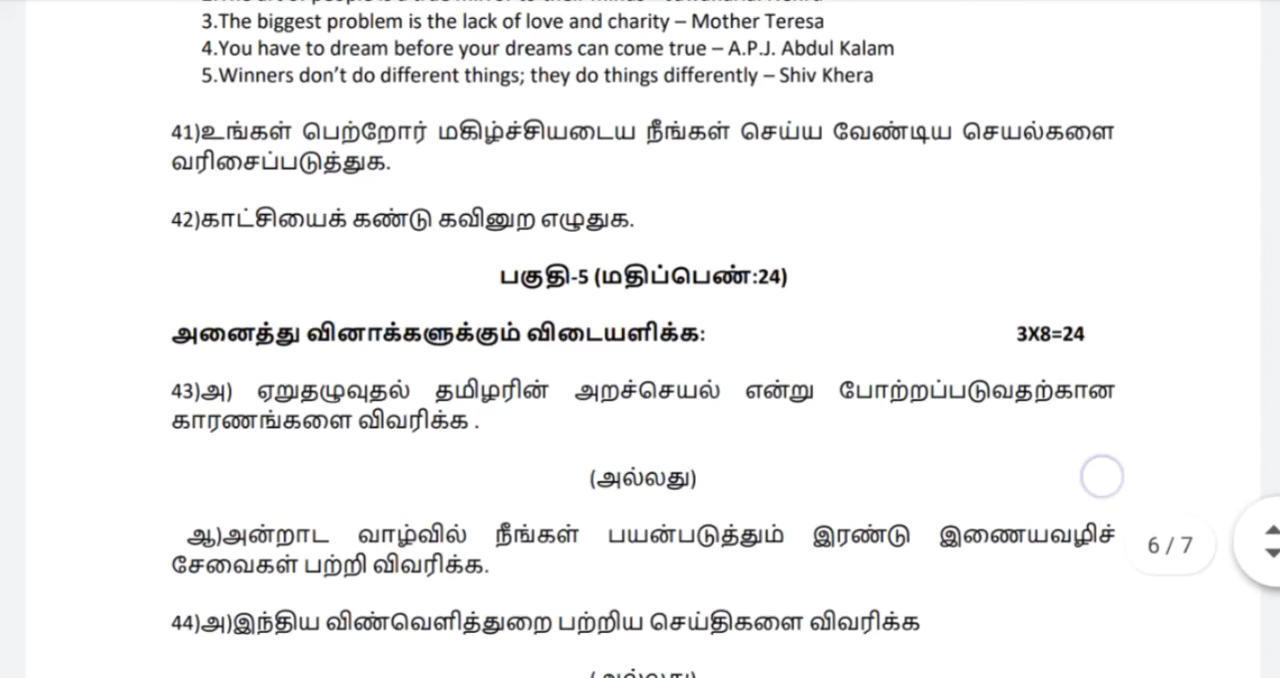 3.The biggest problem is the lack of love and charity – Mother Teresa
4.You have to dream before your dreams can come true – A.P.J. Abdul Kalam
5.Winners don't do different things; they do things differently – Shiv Khera
41)உங்கள் பெற்றோர் மகிழ்ச்சியடைய நீங்கள் செய்ய வேண்டிய செயல்களை
வரிசைப்படுத்துக.
42)காட்சியைக் கண்டு கவினுற எழுதுக.
பகுதி-5 (மதிப்பெண்:24)
அனைத்து வினாக்களுக்கும் விடையளிக்க: 3X8=24
43)அ) ஏறுதழுவுதல் தமிழரின் அறச்செயல் என்று போற்றப்படுவதற்கான
காரணங்களை விவரிக்க .
(அல்லது)
ஆ)அன்றாட வாழ்வில் நீங்கள் பயன்படுத்தும் இரண்டு இணையவழிச்
சேவைகள் பற்றி விவரிக்க.
6 / 7
44)அ)இந்திய விண்வெளித்துறை பற்றிய செய்திகளை விவரிக்க